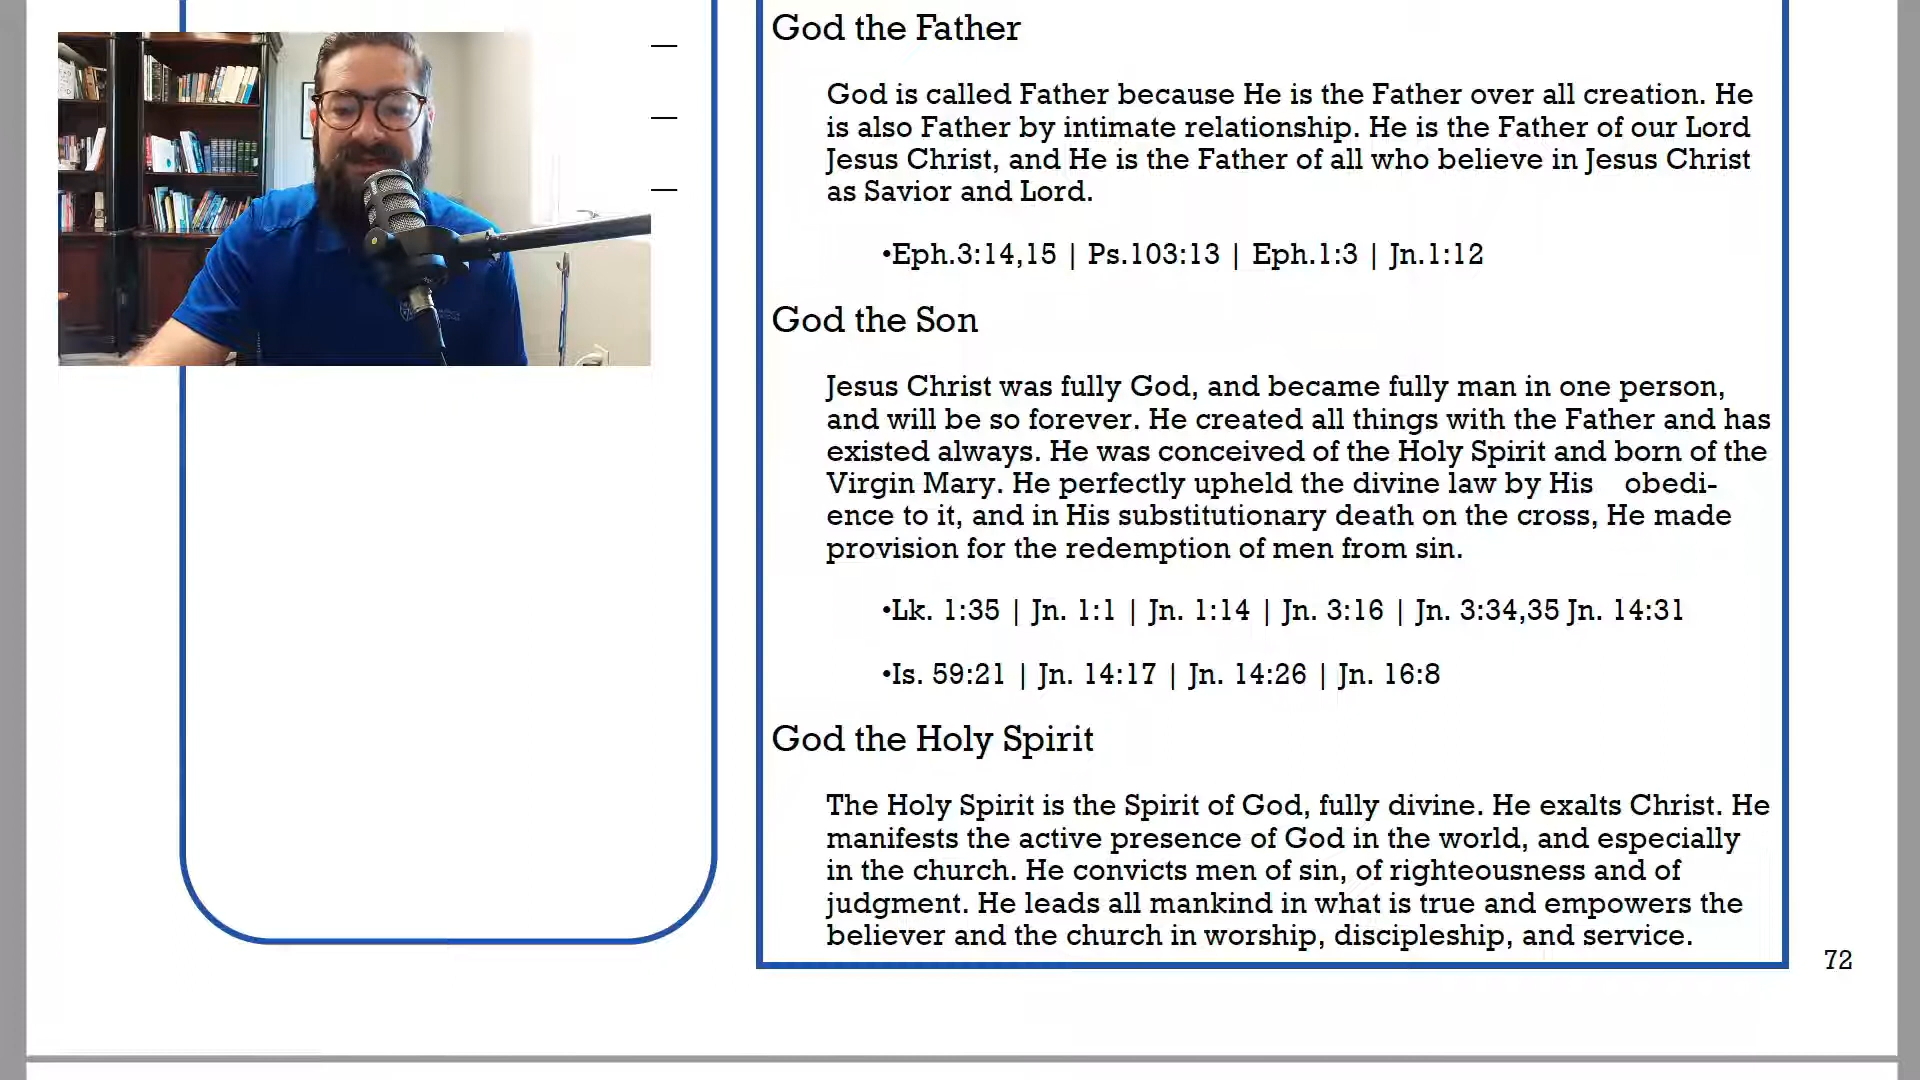 God the Father
God is called Father because He is the Father over all creation. He
is also Father by intimate relationship. He is the Father of our Lord
Jesus Christ, and He is the Father of all who believe in Jesus Christ
as Savior and Lord.
•Eph.3:14,15 | Ps.103:13 | Eph.1:3 | Jn.1:12
God the Son
Jesus Christ was fully God, and became fully man in one person,
and will be so forever. He created all things with the Father and has
existed always. He was conceived of the Holy Spirit and born of the
Virgin Mary. He perfectly upheld the divine law by His obedi-
ence to it, and in His substitutionary death on the cross, He made
provision for the redemption of men from sin.
•Lk. 1:35 | Jn. 1:1 | Jn. 1:14 | Jn. 3:16 | Jn. 3:34,35 Jn. 14:31
•Is. 59:21 | Jn. 14:17 | Jn. 14:26 | Jn. 16:8
God the Holy Spirit
The Holy Spirit is the Spirit of God, fully divine. He exalts Christ. He
manifests the active presence of God in the world, and especially
in the church. He convicts men of sin, of righteousness and of
judgment. He leads all mankind in what is true and empowers the
believer and the church in worship, discipleship, and service.
72